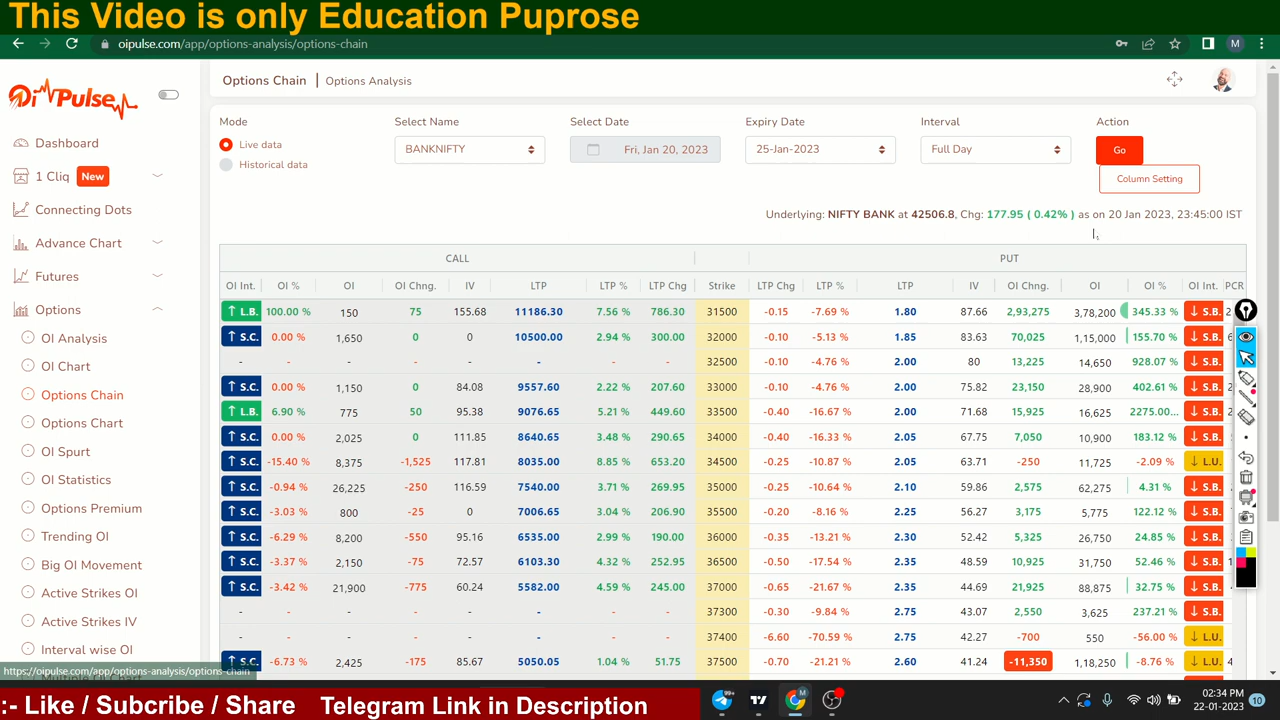 This Video is only Education Puprose
oipulse.com/app/options-analysis/options-chain
M
Oi Pulse
Options Chain | Options Analysis
Mode Select Name Select Date Expiry Date Interval Action
Live data BANKNIFTY Fri, Jan 20, 2023 25-Jan-2023 Full Day Go
Historical data
Column Setting
Underlying: NIFTY BANK at 42506.8, Chg: 177.95 ( 0.42% ) as on 20 Jan 2023, 23:45:00 IST
Dashboard
1 Cliq New
Connecting Dots
Advance Chart
Futures
Options
OI Analysis
OI Chart
Options Chain
Options Chart
OI Spurt
OI Statistics
Options Premium
Trending OI
Big OI Movement
Active Strikes OI
Active Strikes IV
Interval wise OI
https://oipulse.com/app/options-analysis/options-chain
CALL PUT
OI Int. OI % OI OI Chng. IV LTP LTP % LTP Chg Strike LTP Chg LTP % LTP IV OI Chng. OI OI % OI Int. PCR
↑ L.B. 100.00 % 150 75 155.68 11186.30 7.56 % 786.30 31500 -0.15 -7.69 % 1.80 87.66 2,93,275 3,78,200 345.33 % ↓ S.B. 2
↑ S.C. 0.00 % 1,650 0 0 10500.00 2.94 % 300.00 32000 -0.10 -5.13 % 1.85 83.63 70,025 1,15,000 155.70 % ↓ S.B.
- - - - - - - - 32500 -0.10 -4.76 % 2.00 80 13,225 14,650 928.07 % ↓ S.B.
↑ S.C. 0.00 % 1,150 0 84.08 9557.60 2.22 % 207.60 33000 -0.10 -4.76 % 2.00 75.82 23,150 28,900 402.61 % ↓ S.B.
↑ L.B. 6.90 % 775 50 95.38 9076.65 5.21 % 449.60 33500 -0.40 -16.67 % 2.00 71.68 15,925 16,625 2275.00... ↓ S.B.
↑ S.C. 0.00 % 2,025 0 111.85 8640.65 3.48 % 290.65 34000 -0.40 -16.33 % 2.05 67.75 7,050 10,900 183.12 % ↓ S.B.
↑ S.C. -15.40 % 8,375 -1,525 117.81 8035.00 8.85 % 653.20 34500 -0.25 -10.87 % 2.05 63.71 -250 11,725 -2.09 % ↓ L.U.
↑ S.C. -0.94 % 26,225 -250 116.59 7540.00 3.71 % 269.95 35000 -0.25 -10.64 % 2.10 59.86 2,575 62,275 4.31 % ↓ S.B.
↑ S.C. -3.03 % 800 -25 0 7006.65 3.04 % 206.90 35500 -0.20 -8.16 % 2.25 56.27 3,175 5,775 122.12 % ↓ S.B.
↑ S.C. -6.29 % 8,200 -550 95.16 6535.00 2.99 % 190.00 36000 -0.35 -13.21 % 2.30 52.42 5,325 26,750 24.85 % ↓ S.B.
↑ S.C. -3.37 % 2,150 -75 72.57 6103.30 4.32 % 252.95 36500 -0.50 -17.54 % 2.35 48.59 10,925 31,750 52.46 % ↓ S.B.
↑ S.C. -3.42 % 21,900 -775 60.24 5582.00 4.59 % 245.00 37000 -0.65 -21.67 % 2.35 44.69 21,925 88,875 32.75 % ↓ S.B.
- - - - - - - - 37300 -0.30 -9.84 % 2.75 43.07 2,550 3,625 237.21 % ↓ S.B.
- - - - - - - - 37400 -6.60 -70.59 % 2.75 42.27 -700 550 -56.00 % ↓ L.U.
↑ S.C. -6.73 % 2,425 -175 85.67 5050.05 1.04 % 51.75 37500 -0.70 -21.21 % 2.60 41.24 -11,350 1,18,250 -8.76 % ↓ L.U. 4
:- Like / Subcribe / Share Telegram Link in Description
99+
02:34 PM
22-01-2023
10